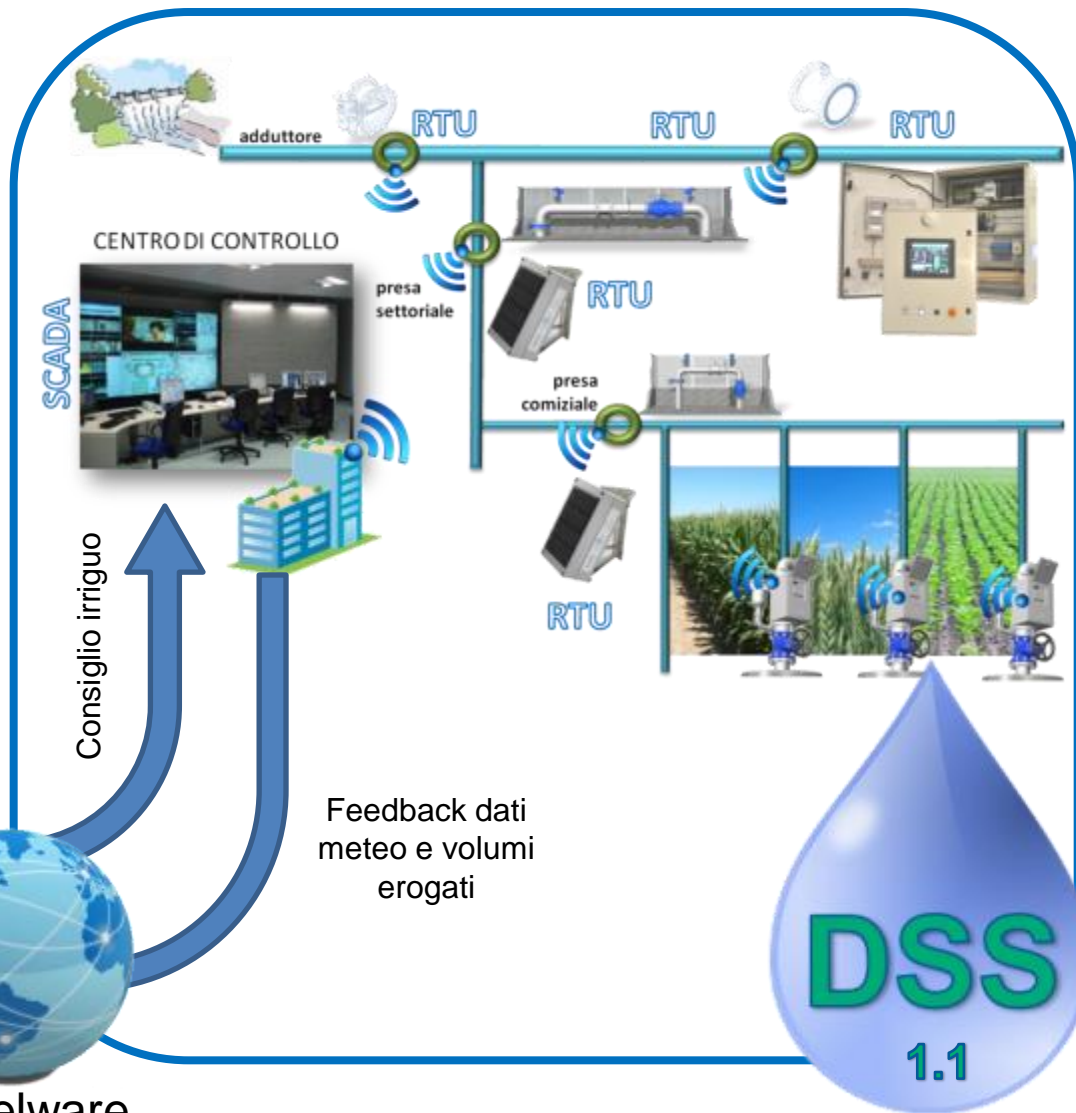 RTU
RTU
RTU
adduttore
CENTRO DI CONTROLLO
SCADA
presa
settoriale
RTU
presa
comiziale
RTU
Consiglio irriguo
Feedback dati
meteo e volumi
erogati
DSS
1.1